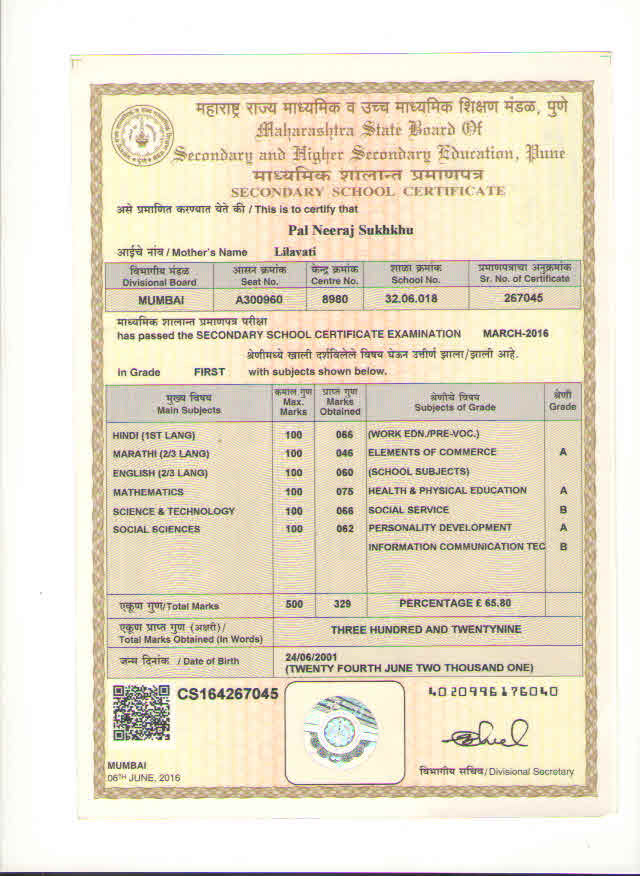 महाराष्ट्र राज्य माध्यमिक व उच्च माध्यमिक शिक्षण मंडळ, पुणे
Maharashtra State Board Of
Secondary and Higher Secondary Education, Pune
माध्यमिक शालान्त प्रमाणपत्र
SECONDARY SCHOOL CERTIFICATE
असे प्रमाणित करण्यात येते की / This is to certify that
Pal Neeraj Sukhkhu
आईचे नांव / Mother's Name Lilavati
विभागीय मंडळ आसन क्रमांक केन्द्र क्रमांक शाळा क्रमांक प्रमाणपत्राचा अनुक्रमांक
Divisional Board Seat No. Centre No. School No. Sr. No. of Certificate
MUMBAI A300960 8980 32.06.018 267045
माध्यमिक शालान्त प्रमाणपत्र परीक्षा
has passed the SECONDARY SCHOOL CERTIFICATE EXAMINATION MARCH-2016
श्रेणीमध्ये खाली दर्शविलेले विषय घेऊन उत्तीर्ण झाला/झाली आहे.
in Grade FIRST with subjects shown below.
मुख्य विषय कमाल गुण प्राप्त गुण श्रेणीचे विषय श्रेणी
Main Subjects Max. Marks Marks Obtained Subjects of Grade Grade
HINDI (1ST LANG) 100 066 (WORK EDN./PRE-VOC.)
MARATHI (2/3 LANG) 100 046 ELEMENTS OF COMMERCE A
ENGLISH (2/3 LANG) 100 060 (SCHOOL SUBJECTS)
MATHEMATICS 100 075 HEALTH & PHYSICAL EDUCATION A
SCIENCE & TECHNOLOGY 100 066 SOCIAL SERVICE B
SOCIAL SCIENCES 100 062 PERSONALITY DEVELOPMENT A
INFORMATION COMMUNICATION TEC B
एकूण गुण/Total Marks 500 329 PERCENTAGE £ 65.80
एकूण प्राप्त गुण (अक्षरी) /
Total Marks Obtained (In Words) THREE HUNDRED AND TWENTYNINE
जन्म दिनांक / Date of Birth 24/06/2001
(TWENTY FOURTH JUNE TWO THOUSAND ONE)
CS164267045 4020996176040
MUMBAI
06TH JUNE, 2016 विभागीय सचिव/Divisional Secretary